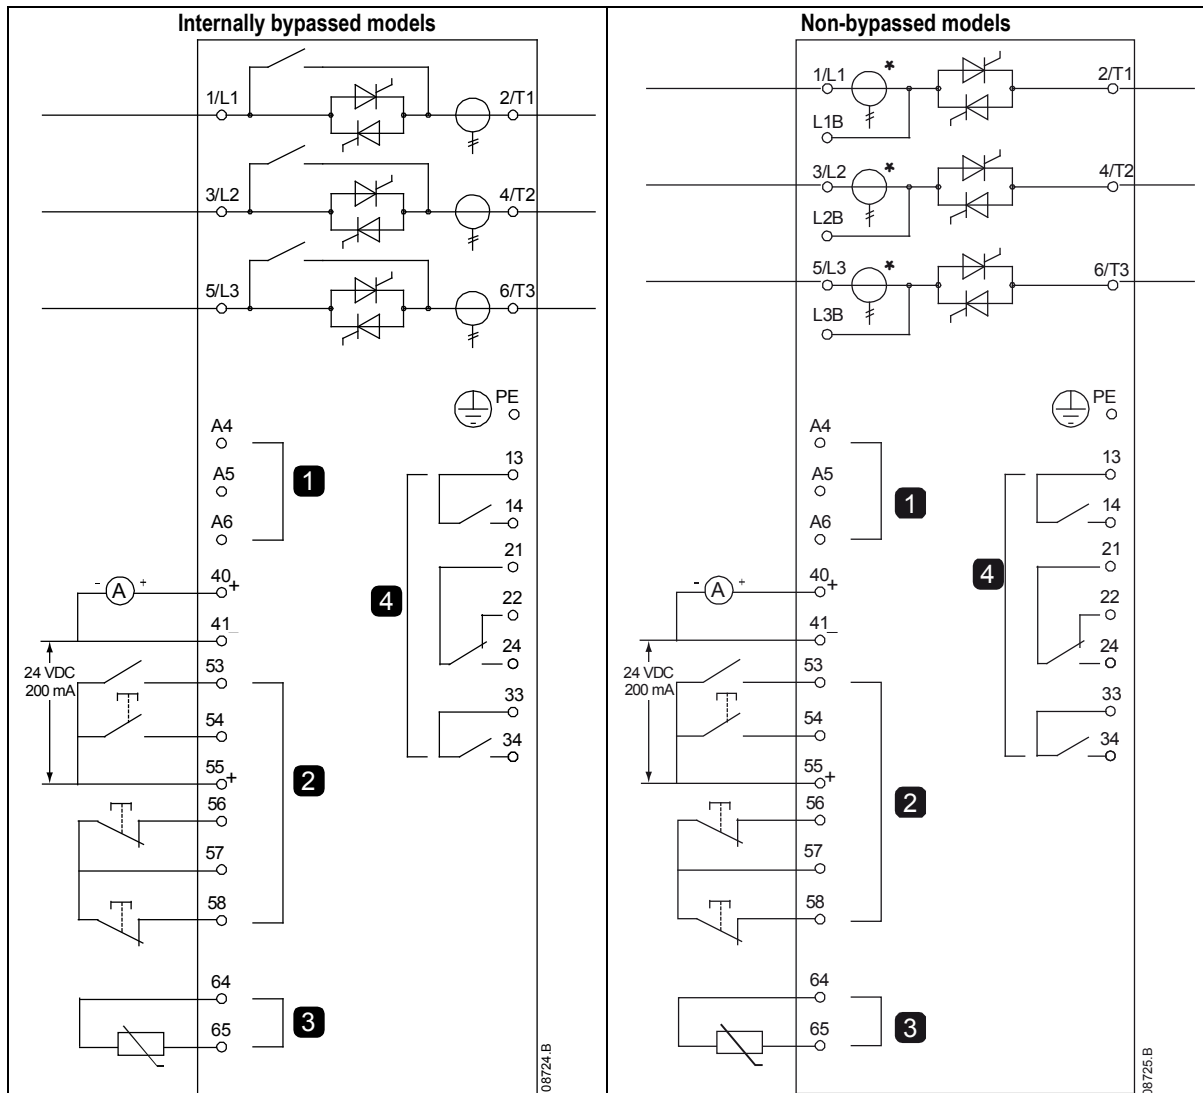 Internally bypassed models
1/L1
2/T1
3/L2
4/T2
5/L3
6/T3
PE
A4
A5
A6
1
13
14
21
22
24
33
34
4
- A +
40
+
41
_
24 VDC
200 mA
53
54
55
+
56
57
58
2
64
65
3
08724.B
Non-bypassed models
1/L1
*
2/T1
L1B
3/L2
*
4/T2
L2B
5/L3
*
6/T3
L3B
PE
A4
A5
A6
1
13
14
21
22
24
33
34
4
- A +
40
+
41
_
24 VDC
200 mA
53
54
55
+
56
57
58
2
64
65
3
08725.B